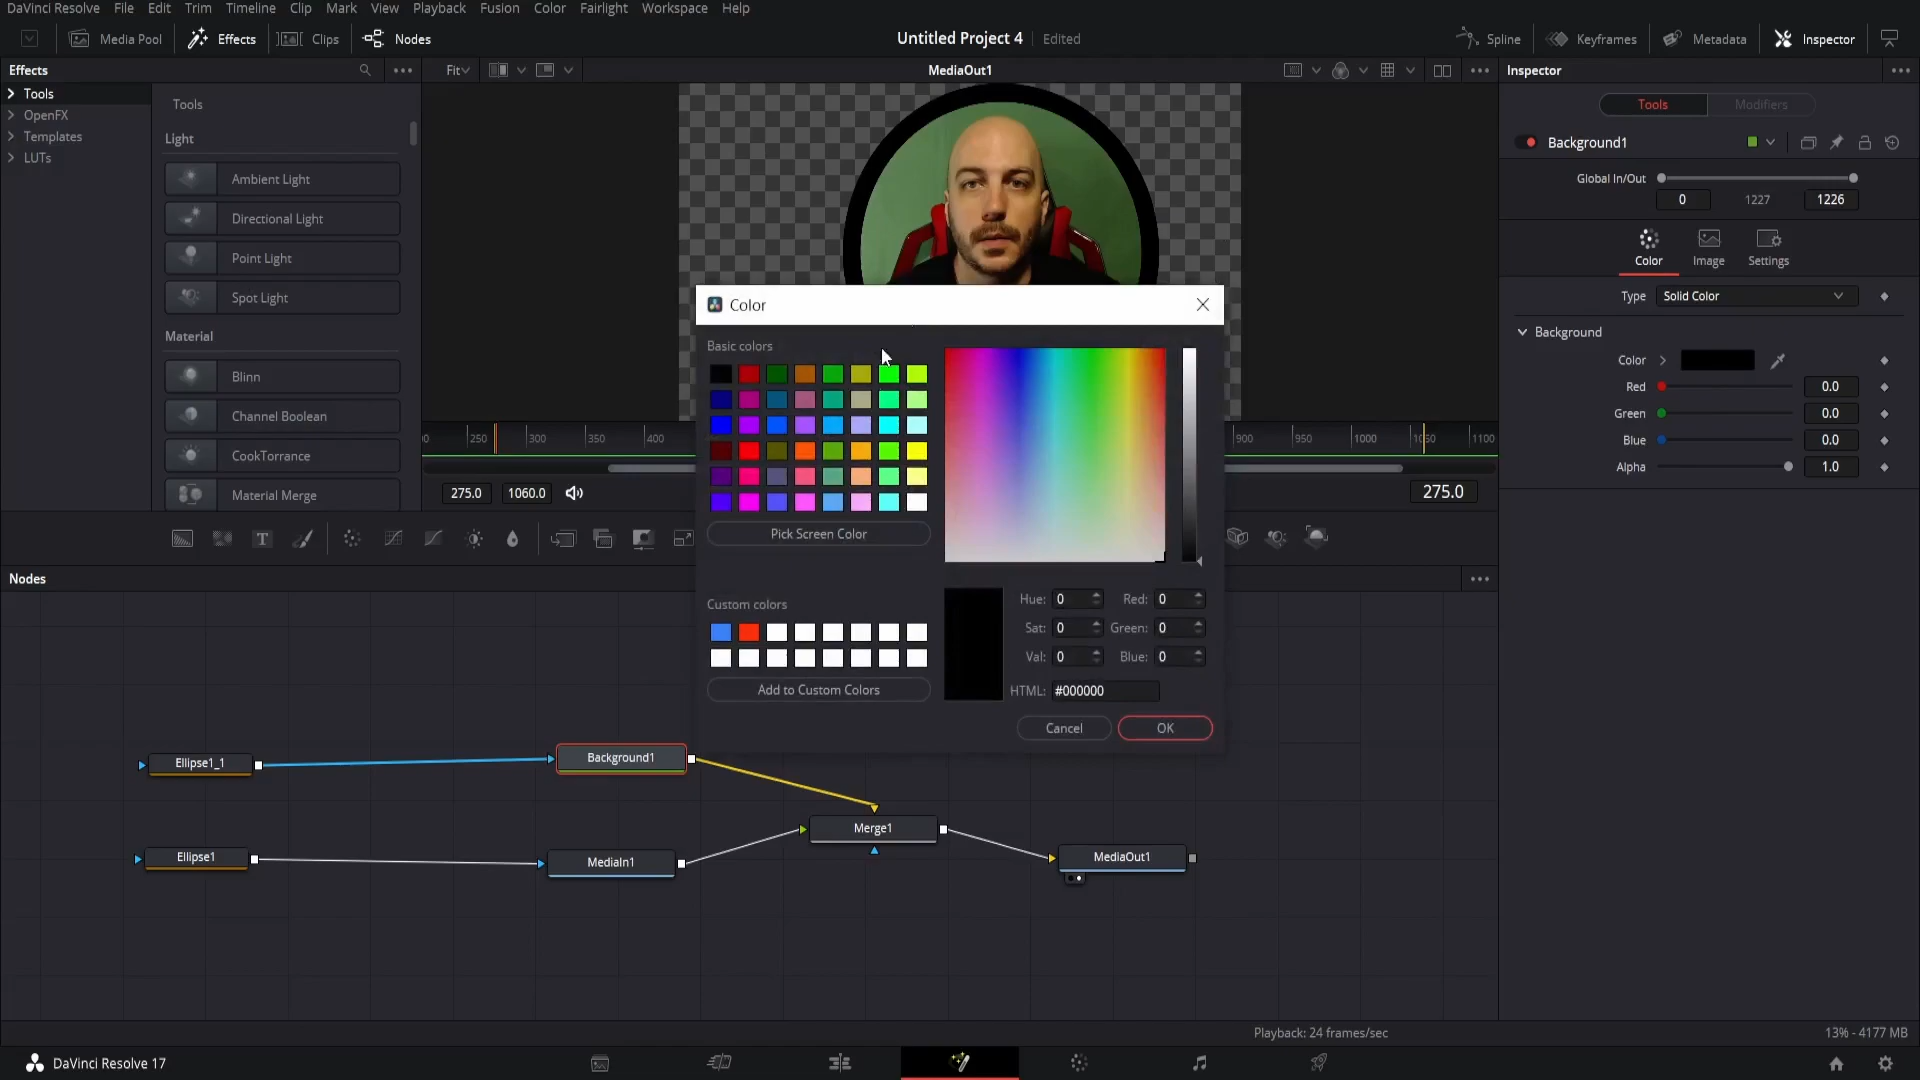 DaVinci Resolve File Edit Trim Timeline Clip Mark View Playback Fusion Color Fairlight Workspace Help
Media Pool Effects Clips Nodes Untitled Project 4 Edited Spline Keyframes Metadata Inspector
Effects Fit MediaOut1 Inspector
Tools
OpenFX
Templates
LUTs
Tools
Light
Ambient Light
Directional Light
Point Light
Spot Light
Material
Blinn
Channel Boolean
CookTorrance
Material Merge
Tools Modifiers
Background1
Global In/Out
0 1227 1226
Color Image Settings
Type Solid Color
Background
Color
Red 0.0
Green 0.0
Blue 0.0
Alpha 1.0
Color
Basic colors
Pick Screen Color
Custom colors
Add to Custom Colors
Hue: 0 Red: 0
Sat: 0 Green: 0
Val: 0 Blue: 0
HTML: #000000
Cancel OK
250 300 350 400 900 950 1000 1050 1100
275.0 1060.0 275.0
Nodes
Ellipse1_1 Background1
Merge1
Ellipse1 MediaIn1 MediaOut1
Playback: 24 frames/sec 13% - 4177 MB
DaVinci Resolve 17